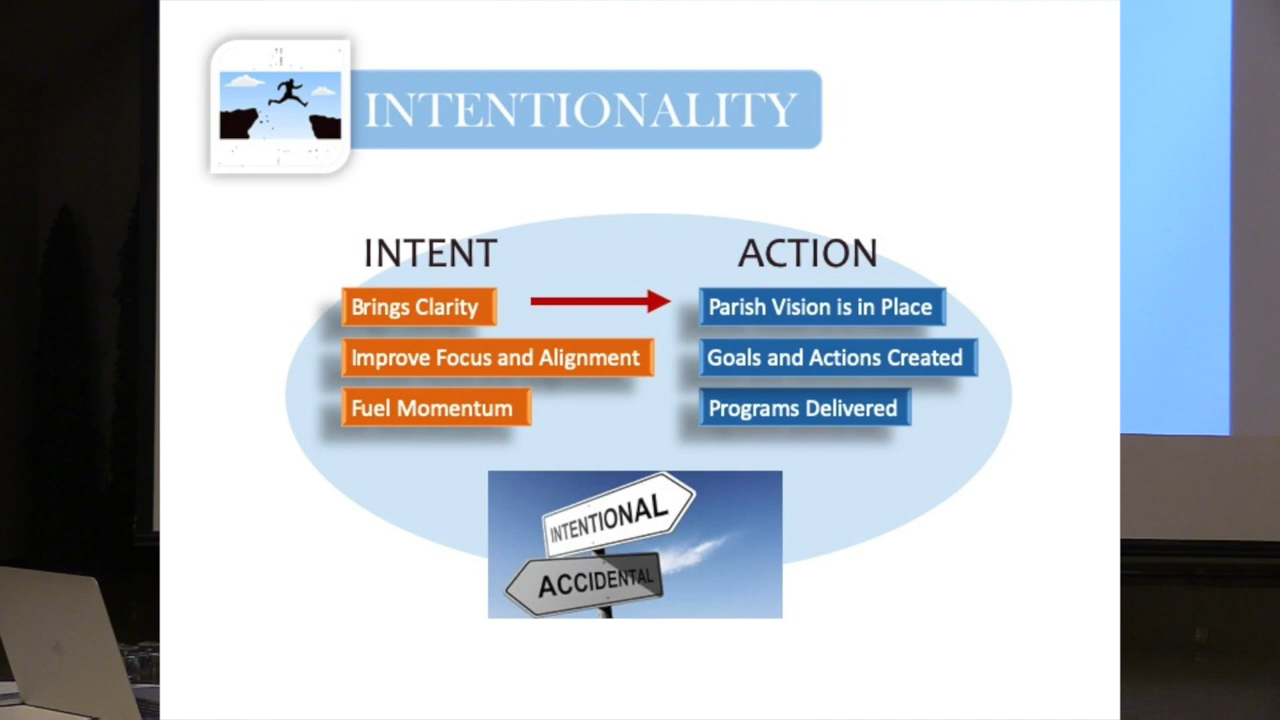 INTENTIONALITY
INTENT
Brings Clarity
Improve Focus and Alignment
Fuel Momentum
ACTION
Parish Vision is in Place
Goals and Actions Created
Programs Delivered
INTENTIONAL
ACCIDENTAL